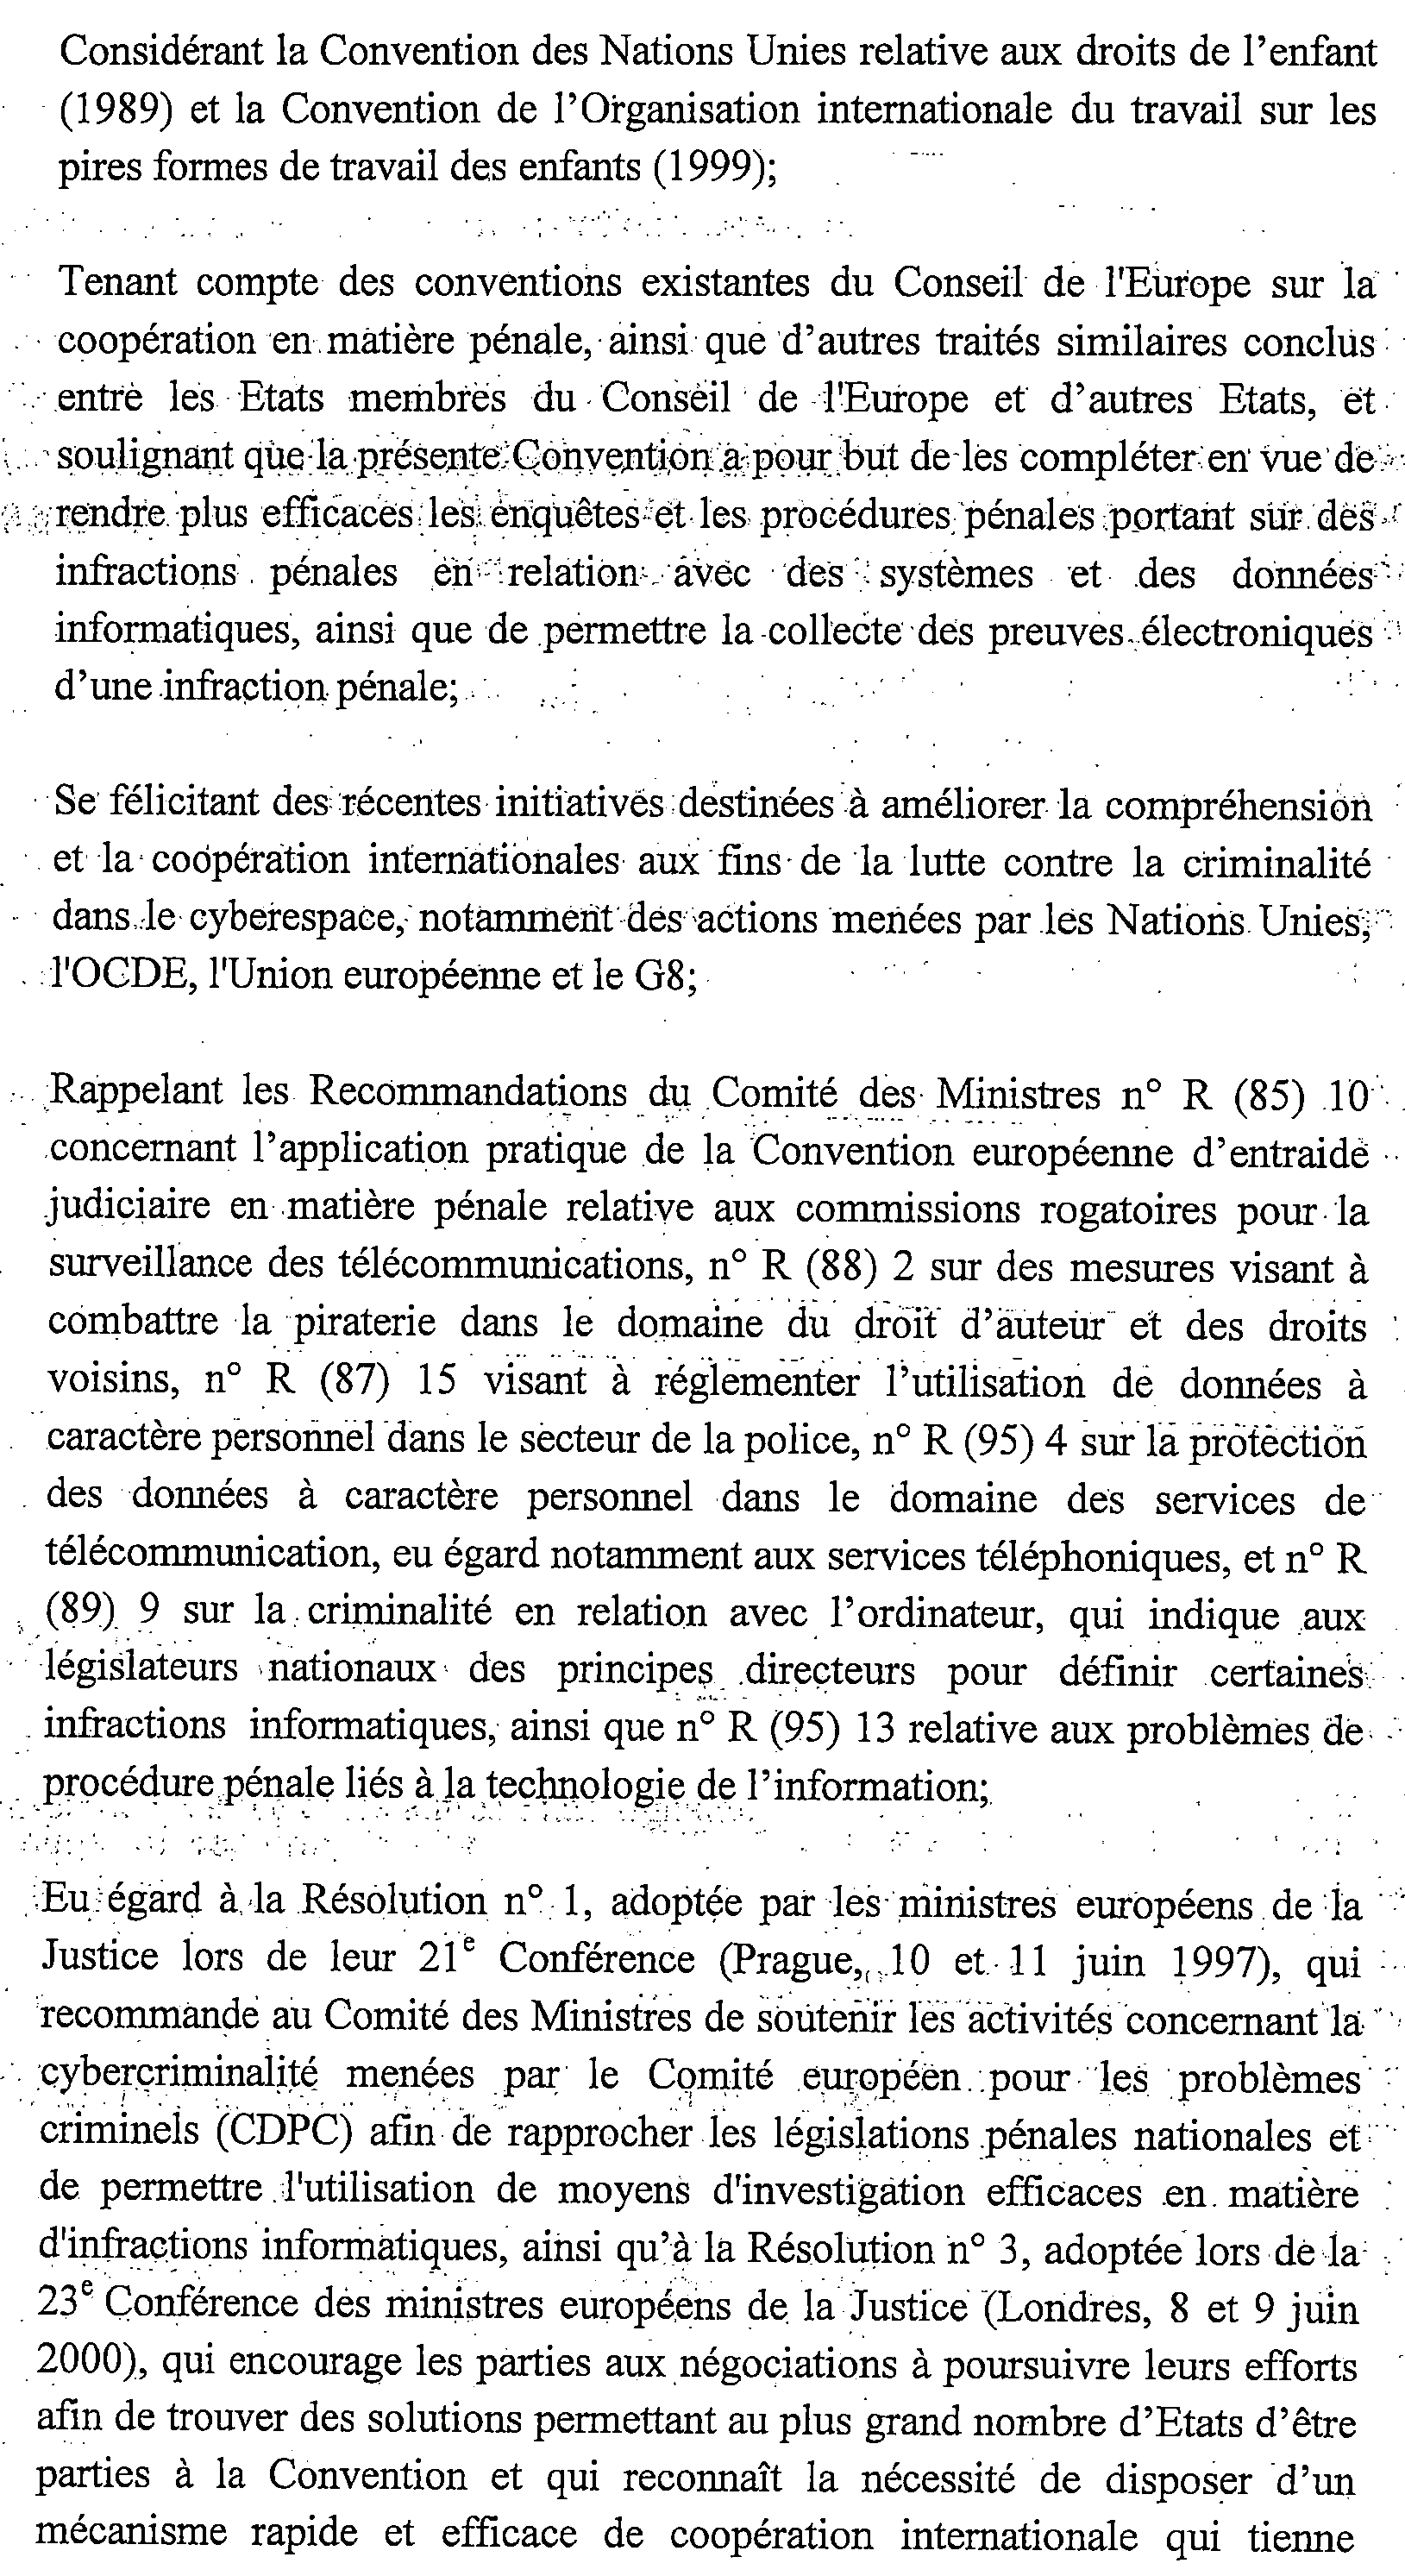 Considérant la Convention des Nations Unies relative aux droits de l’enfant
(1989) et la Convention de l’Organisation internationale du travail sur les
pires formes de travail des enfants (1999);
Tenant compte des conventions existantes du Conseil de l'Europe sur la
coopération en matière pénale, ainsi que d’autres traités similaires conclus
entre les Etats membres du Conseil de l'Europe et d’autres Etats, et
soulignant que la présente Convention a pour but de les compléter en vue de
rendre plus efficaces les enquêtes et les procédures pénales portant sur des
infractions pénales en relation avec des systèmes et des données
informatiques, ainsi que de permettre la collecte des preuves électroniques
d’une infraction pénale;
Se félicitant des récentes initiatives destinées à améliorer la compréhension
et la coopération internationales aux fins de la lutte contre la criminalité
dans le cyberespace, notamment des actions menées par les Nations Unies,
l'OCDE, l'Union européenne et le G8;
Rappelant les Recommandations du Comité des Ministres n° R (85) 10
concernant l’application pratique de la Convention européenne d’entraide
judiciaire en matière pénale relative aux commissions rogatoires pour la
surveillance des télécommunications, n° R (88) 2 sur des mesures visant à
combattre la piraterie dans le domaine du droit d’auteur et des droits
voisins, n° R (87) 15 visant à réglementer l’utilisation de données à
caractère personnel dans le secteur de la police, n° R (95) 4 sur la protection
des données à caractère personnel dans le domaine des services de
télécommunication, eu égard notamment aux services téléphoniques, et n° R
(89) 9 sur la criminalité en relation avec l’ordinateur, qui indique aux
législateurs nationaux des principes directeurs pour définir certaines
infractions informatiques, ainsi que n° R (95) 13 relative aux problèmes de
procédure pénale liés à la technologie de l’information;
Eu égard à la Résolution n° 1, adoptée par les ministres européens de la
Justice lors de leur 21e Conférence (Prague, 10 et 11 juin 1997), qui
recommande au Comité des Ministres de soutenir les activités concernant la
cybercriminalité menées par le Comité européen pour les problèmes
criminels (CDPC) afin de rapprocher les législations pénales nationales et
de permettre l'utilisation de moyens d'investigation efficaces en matière
d'infractions informatiques, ainsi qu’à la Résolution n° 3, adoptée lors de la
23e Conférence des ministres européens de la Justice (Londres, 8 et 9 juin
2000), qui encourage les parties aux négociations à poursuivre leurs efforts
afin de trouver des solutions permettant au plus grand nombre d’Etats d’être
parties à la Convention et qui reconnaît la nécessité de disposer d’un
mécanisme rapide et efficace de coopération internationale qui tienne